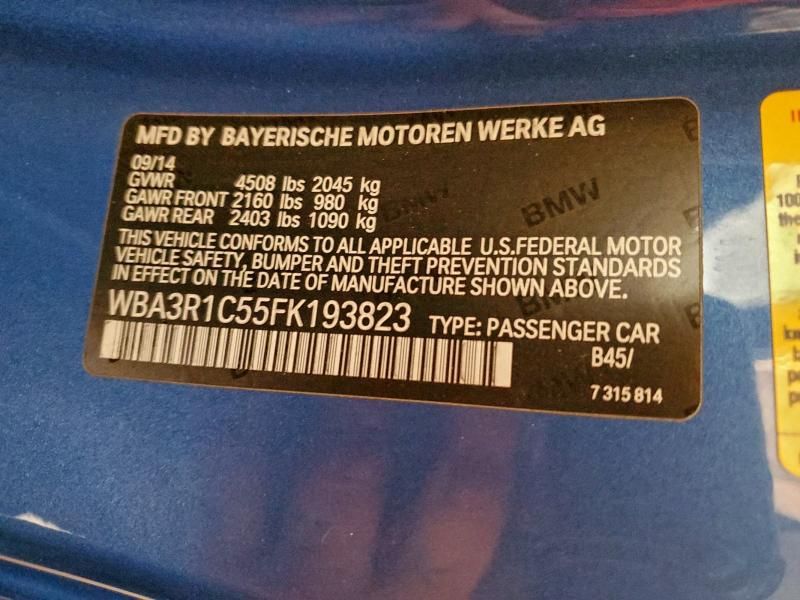 MFD BY BAYERISCHE MOTOREN WERKE AG
09/14
GVWR 4508 lbs 2045 kg
GAWR FRONT 2160 lbs 980 kg
GAWR REAR 2403 lbs 1090 kg
THIS VEHICLE CONFORMS TO ALL APPLICABLE U.S.FEDERAL MOTOR
VEHICLE SAFETY, BUMPER AND THEFT PREVENTION STANDARDS
IN EFFECT ON THE DATE OF MANUFACTURE SHOWN ABOVE.
WBA3R1C55FK193823 TYPE: PASSENGER CAR
B45/
7 315 814
BMW
100